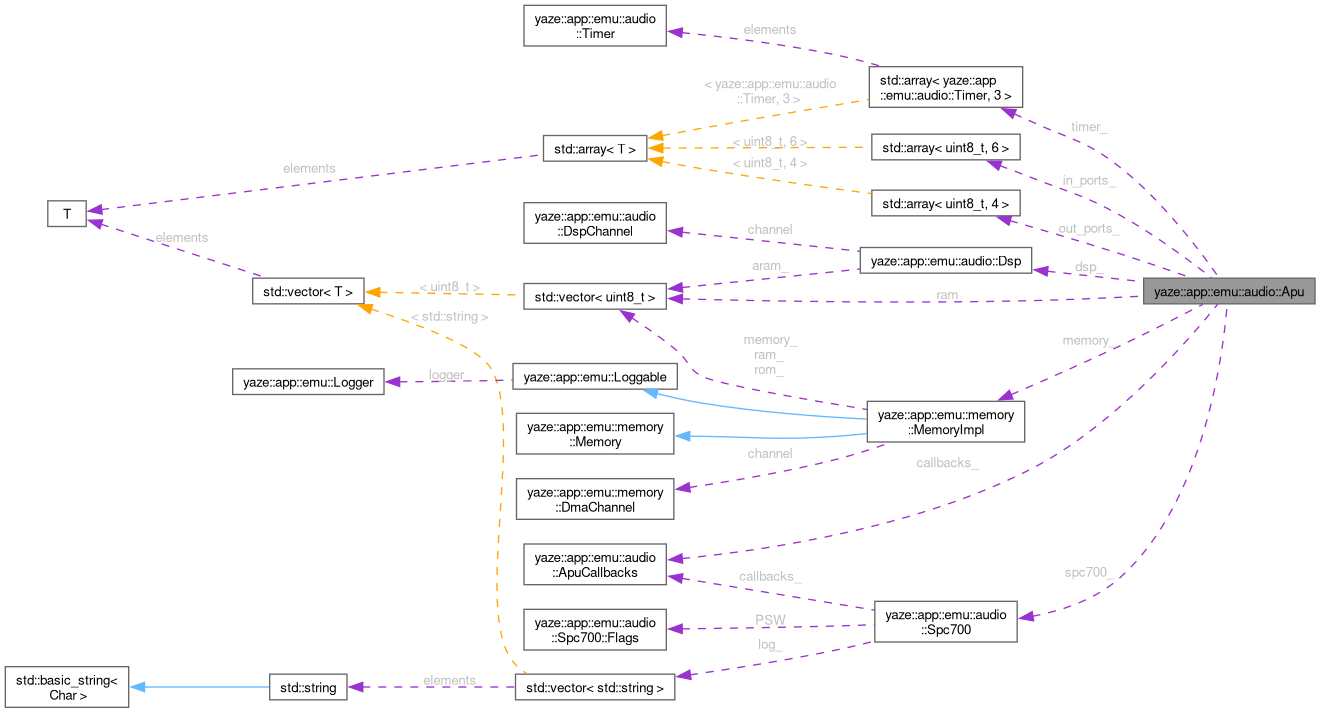 yaze::app::emu::audio
::Timer
elements
std::array< yaze::app
::emu::audio::Timer, 3 >
< yaze::app::emu::audio
::Timer, 3 >
timer_
std::array< T >
< uint8_t, 6 >
std::array< uint8_t, 6 >
< uint8_t, 4 >
elements
in_ports_
std::array< uint8_t, 4 >
T
yaze::app::emu::audio
::DspChannel
channel
out_ports_
elements
yaze::app::emu::audio::Dsp
aram_
dsp_
std::vector< T >
< uint8_t >
std::vector< uint8_t >
ram
yaze::app::emu::audio::Apu
< std::string >
memory_
ram_
rom_
memory_
yaze::app::emu::Logger
logger_
yaze::app::emu::Loggable
yaze::app::emu::memory
::MemoryImpl
yaze::app::emu::memory
::Memory
channel
callbacks_
yaze::app::emu::memory
::DmaChannel
yaze::app::emu::audio
::ApuCallbacks
callbacks_
spc700_
yaze::app::emu::audio
::Spc700::Flags
PSW
yaze::app::emu::audio
::Spc700
log_
std::basic_string<
Char >
std::string
elements
std::vector< std::string >